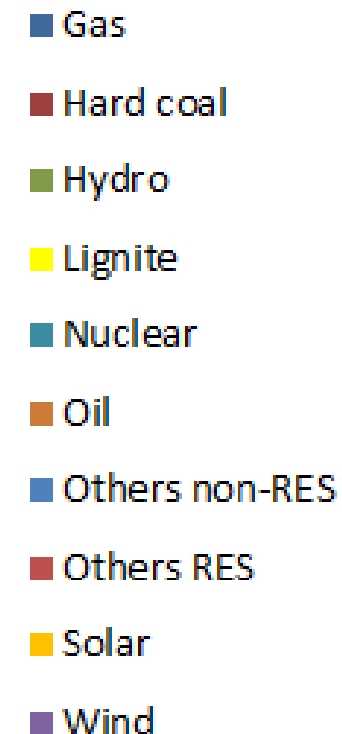 Gas
Hard coal
Hydro
Lignite
Nuclear
Oil
Others non-RES
Others RES
Solar
Wind